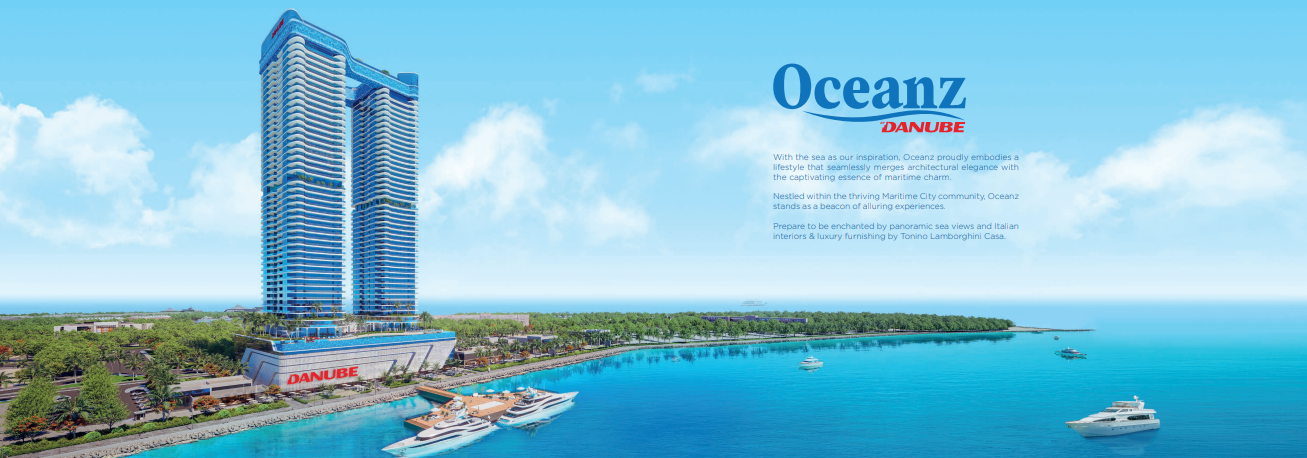 DANUBE
Oceanz
BY DANUBE
With the sea as our inspiration, Oceanz proudly embodies a
lifestyle that seamlessly merges architectural elegance with
the captivating essence of maritime charm.
Nestled within the thriving Maritime City community, Oceanz
stands as a beacon of alluring experiences.
Prepare to be enchanted by panoramic sea views and Italian
interiors & luxury furnishing by Tonino Lamborghini Casa.
DANUBE